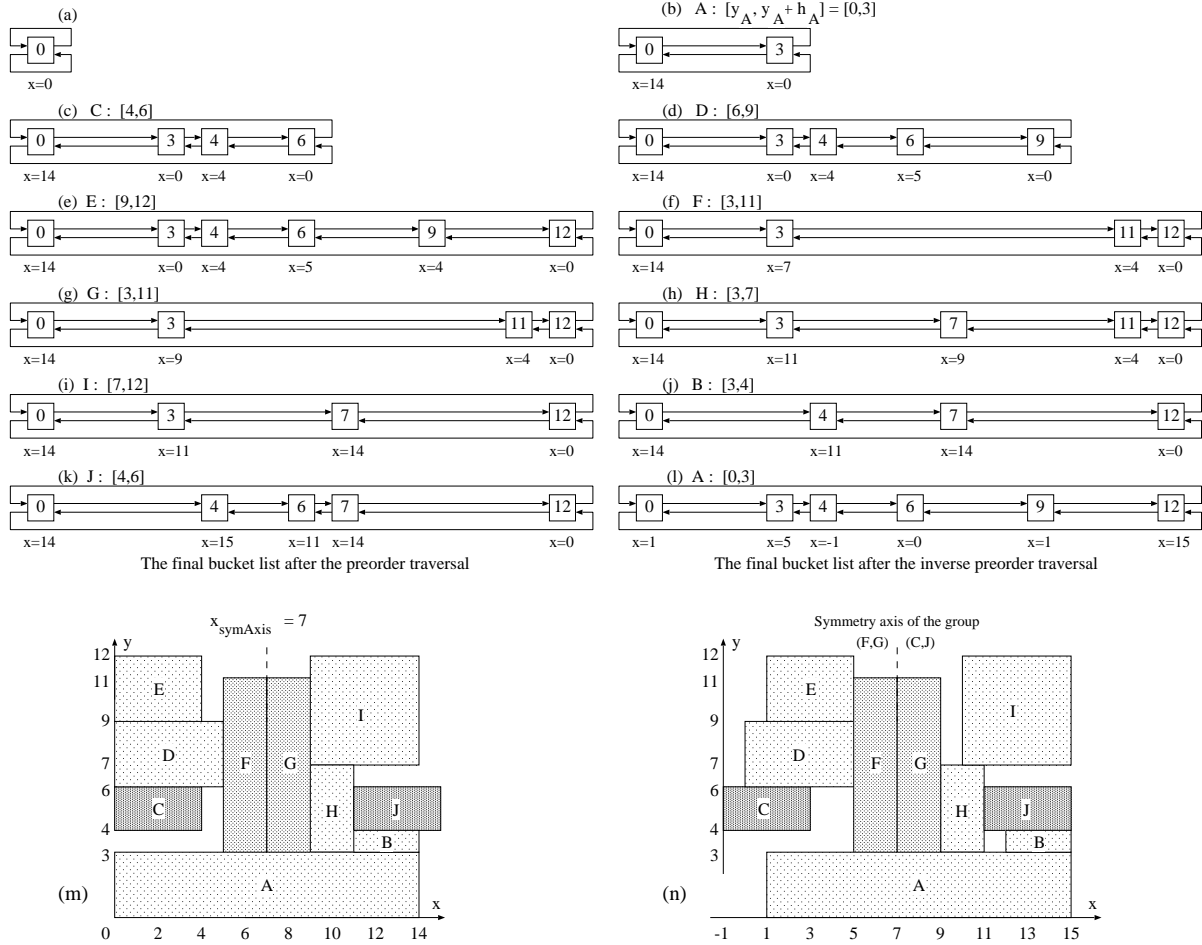 (a)
0
x=0
(b) A : [y_A, y_A + h_A] = [0,3]
0 3
x=14 x=0
(c) C : [4,6]
0 3 4 6
x=14 x=0 x=4 x=0
(d) D : [6,9]
0 3 4 6 9
x=14 x=0 x=4 x=5 x=0
(e) E : [9,12]
0 3 4 6 9 12
x=14 x=0 x=4 x=5 x=4 x=0
(f) F : [3,11]
0 3 11 12
x=14 x=7 x=4 x=0
(g) G : [3,11]
0 3 11 12
x=14 x=9 x=4 x=0
(h) H : [3,7]
0 3 7 11 12
x=14 x=11 x=9 x=4 x=0
(i) I : [7,12]
0 3 7 12
x=14 x=11 x=14 x=0
(j) B : [3,4]
0 4 7 12
x=14 x=11 x=14 x=0
(k) J : [4,6]
0 4 6 7 12
x=14 x=15 x=11 x=14 x=0
The final bucket list after the preorder traversal
(l) A : [0,3]
0 3 4 6 9 12
x=1 x=5 x=-1 x=0 x=1 x=15
The final bucket list after the inverse preorder traversal
x_symAxis = 7
y
12
11
9
7
6
4
3
E
I
D
F G
C
H
J
B
A
x
(m)
0 2 4 6 8 10 12 14
Symmetry axis of the group
(F,G) (C,J)
y
12
11
9
7
6
4
3
E
I
D
F G
C
H
J
B
A
x
(n)
-1 1 3 5 7 9 11 13 15